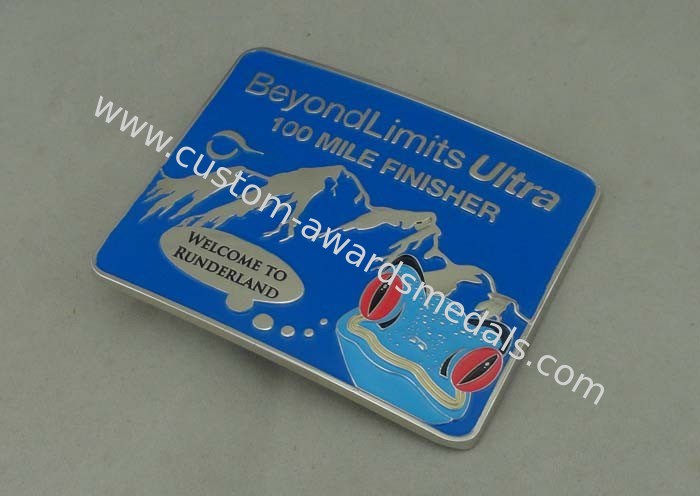 BeyondLimits Ultra
100 MILE FINISHER
WELCOME TO
RUNDERLAND
www.custom-awardsmedals.com